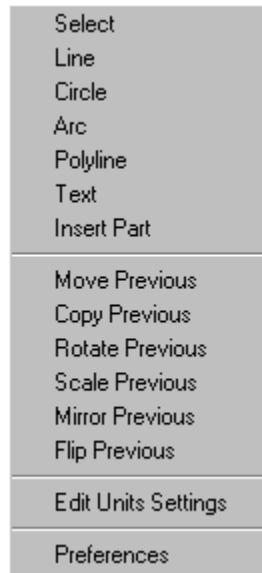 Select
Line
Circle
Arc
Polyline
Text
Insert Part
Move Previous
Copy Previous
Rotate Previous
Scale Previous
Mirror Previous
Flip Previous
Edit Units Settings
Preferences